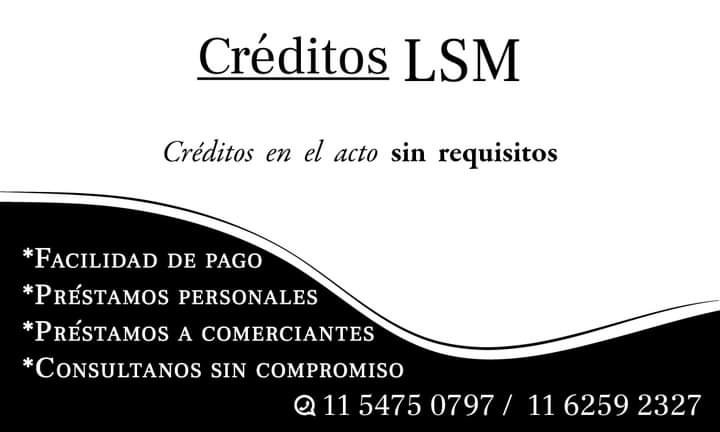 Créditos LSM
Créditos en el acto sin requisitos
*Facilidad de pago
*Préstamos personales
*Préstamos a comerciantes
*Consultanos sin compromiso
11 5475 0797 / 11 6259 2327